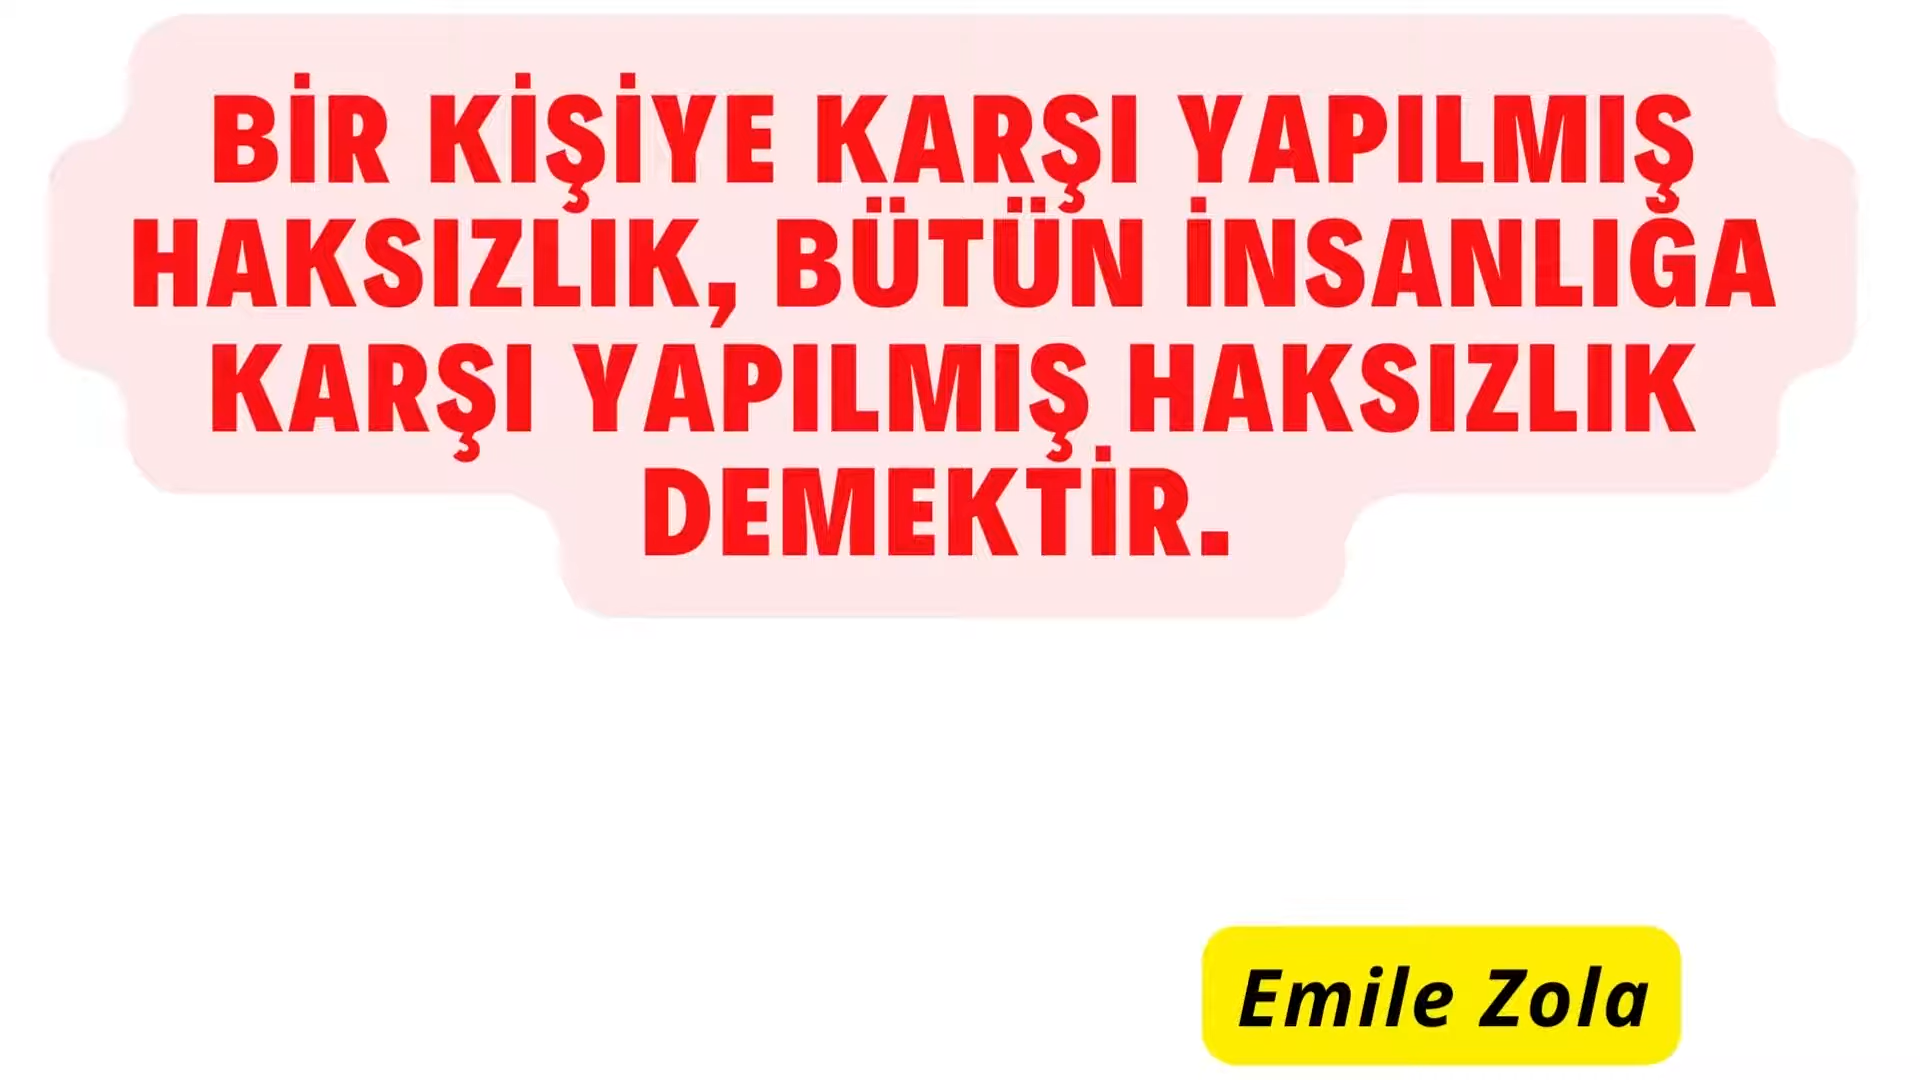 BİR KİŞİYE KARŞI YAPILMIŞ
HAKSIZLIK, BÜTÜN İNSANLIĞA
KARŞI YAPILMIŞ HAKSIZLIK
DEMEKTİR.
Emile Zola